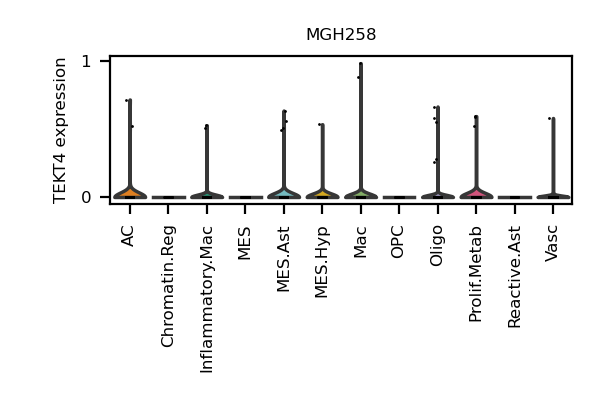 MGH258
TEKT4 expression
1
0
AC
Chromatin.Reg
Inflammatory.Mac
MES
MES.Ast
MES.Hyp
Mac
OPC
Oligo
Prolif.Metab
Reactive.Ast
Vasc